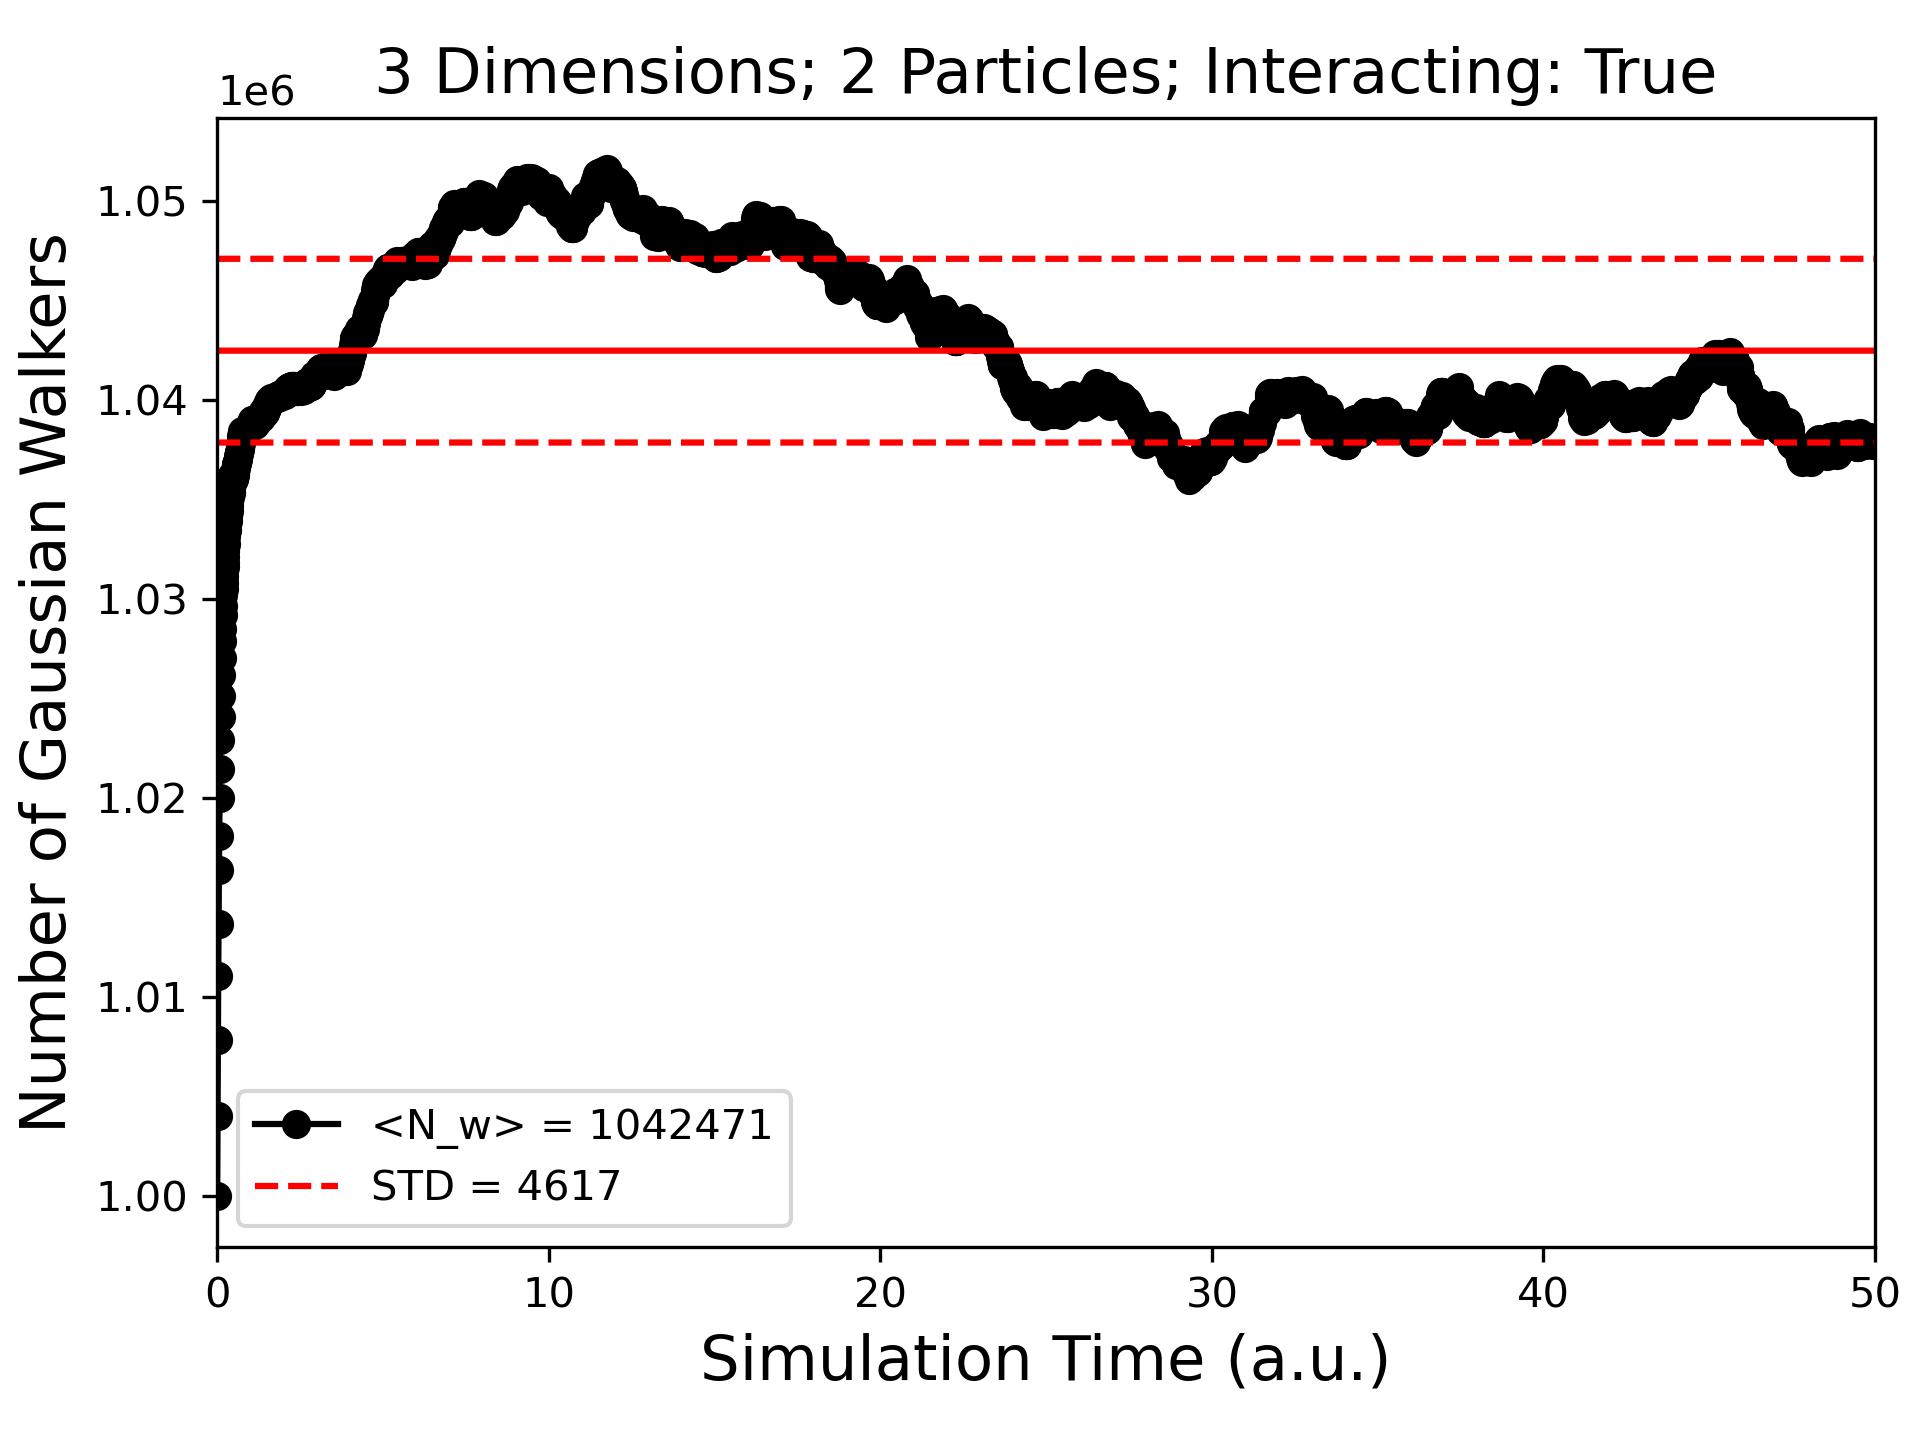 3 Dimensions; 2 Particles; Interacting: True
1e6
Number of Gaussian Walkers
1.05
1.04
1.03
1.02
1.01
1.00
<N_w> = 1042471
STD = 4617
0 10 20 30 40 50
Simulation Time (a.u.)